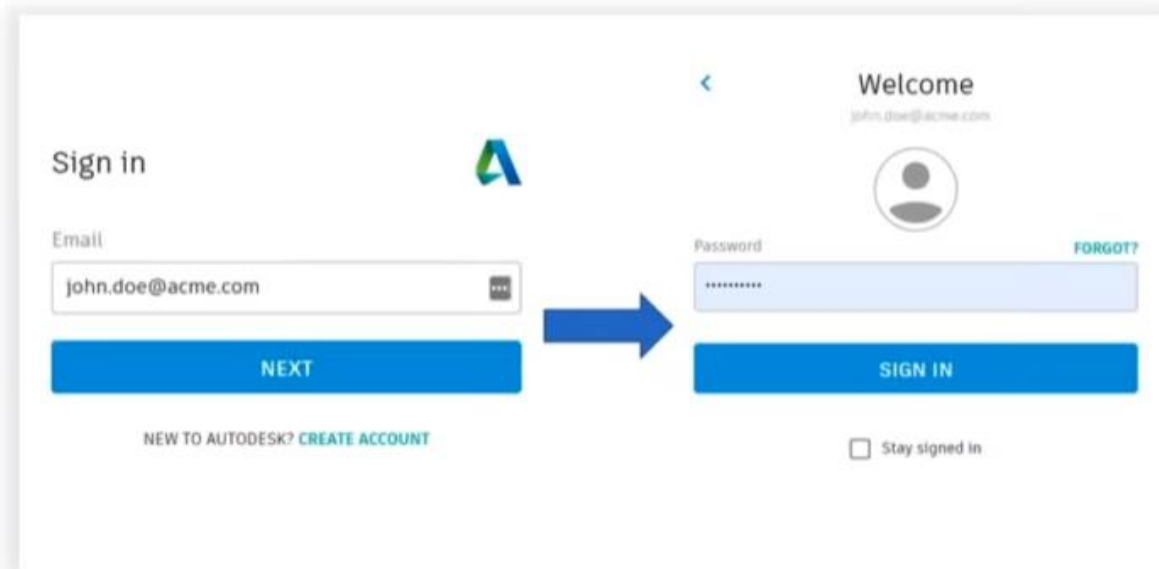 Sign in
Email
john.doe@acme.com
NEXT
NEW TO AUTODESK? CREATE ACCOUNT
Welcome
john.doe@acme.com
Password FORGOT?
••••••••••
SIGN IN
Stay signed in